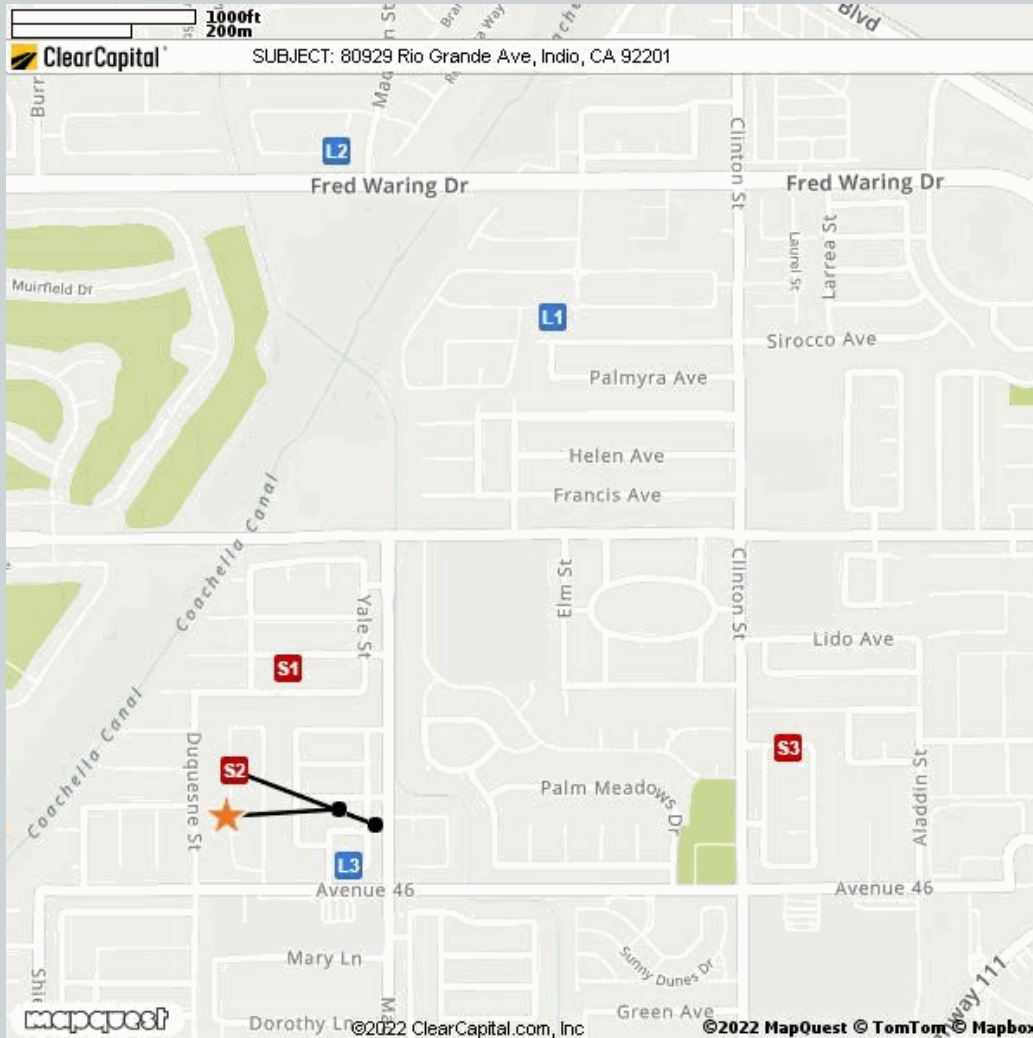 1000ft
200m
Blvd
ClearCapital
SUBJECT: 80929 Rio Grande Ave, Indio, CA 92201
L2
Clinton St
Fred Waring Dr
Fred Waring Dr
Laurel St
Larrea St
Muirfield Dr
L1
Sirocco Ave
Palmyra Ave
Helen Ave
Francis Ave
Coachella Canal
Elm St
Clinton St
Yale St
Lido Ave
S1
Coachella Canal
Duquesne St
S2
S3
Palm Meadows Dr
Aladdin St
L3
Avenue 46
Avenue 46
Mary Ln
Sunny Dunes Dr
Green Ave
Dorothy Ln
mapquest
©2022 ClearCapital.com, Inc
©2022 MapQuest © TomTom © Mapbox